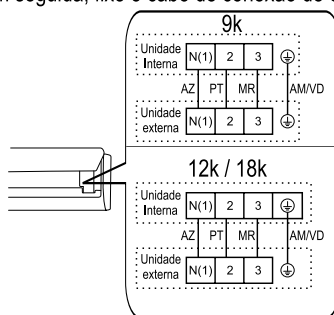 9k
Unidade
Interna N(1) 2 3
AZ PT MR AM/VD
Unidade
externa N(1) 2 3
12k / 18k
Unidade
Interna N(1) 2 3
AZ PT MR AM/VD
Unidade
externa N(1) 2 3